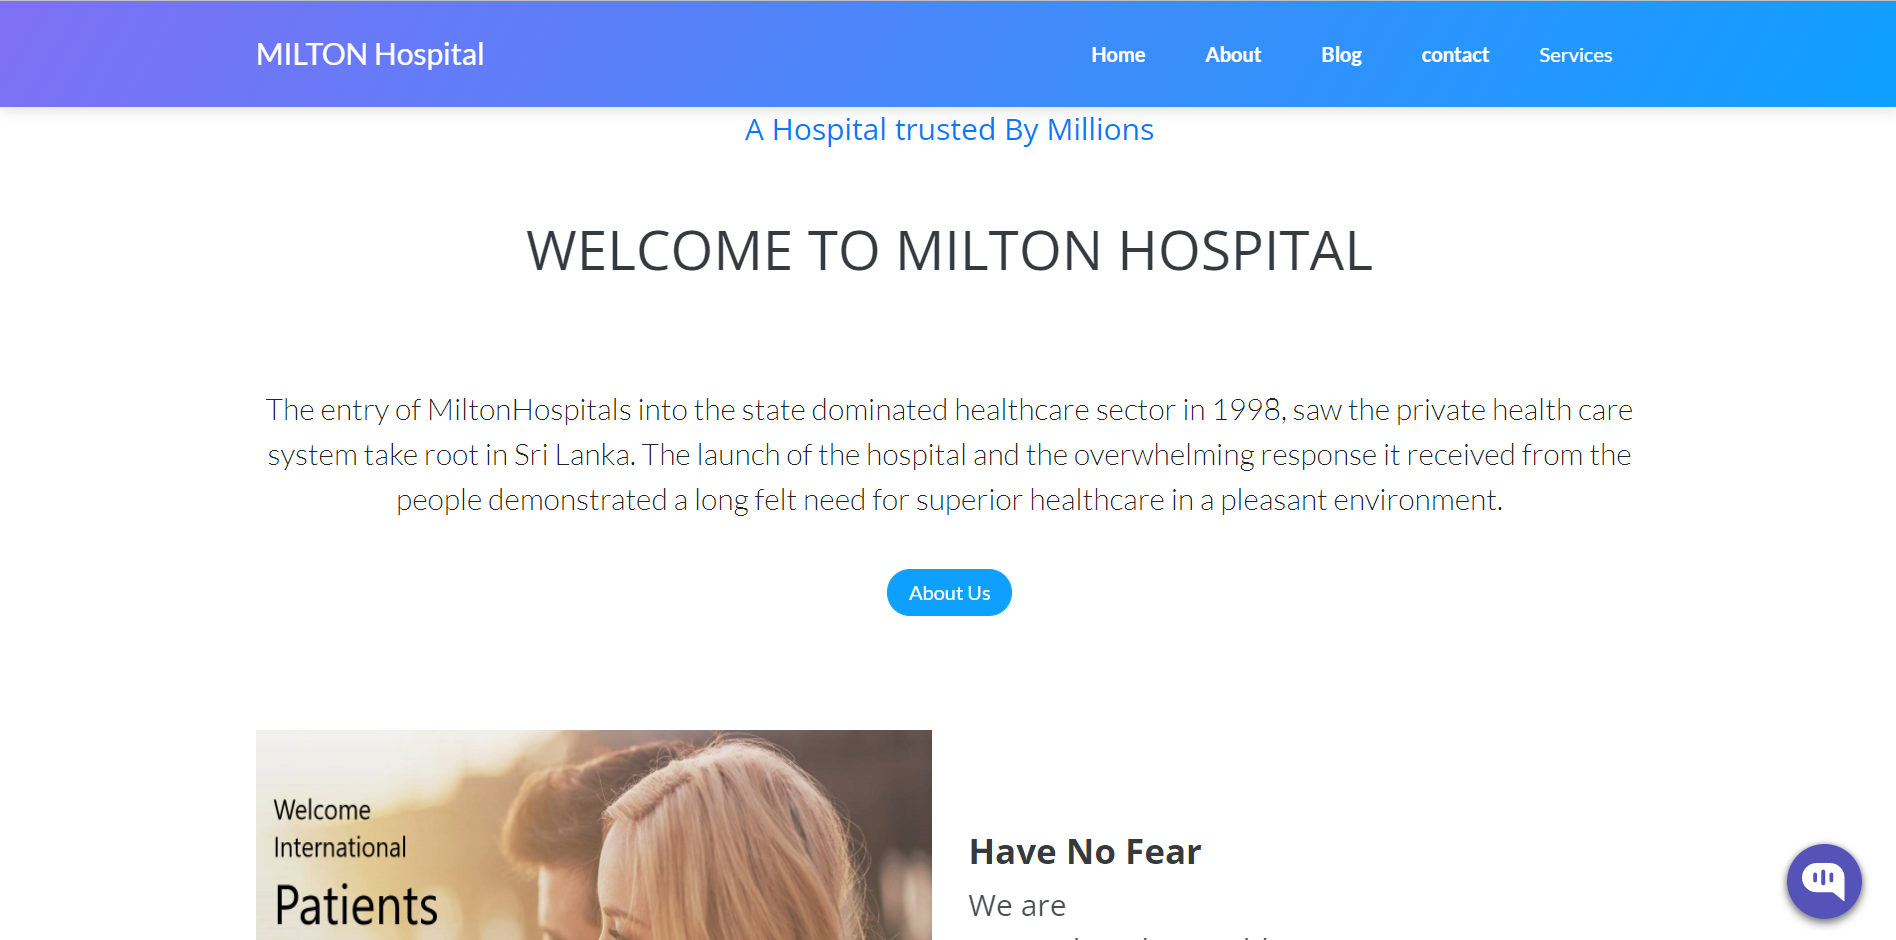 MILTON Hospital
Home About Blog contact Services
A Hospital trusted By Millions
WELCOME TO MILTON HOSPITAL
The entry of MiltonHospitals into the state dominated healthcare sector in 1998, saw the private health care
system take root in Sri Lanka. The launch of the hospital and the overwhelming response it received from the
people demonstrated a long felt need for superior healthcare in a pleasant environment.
About Us
Welcome
International
Patients
Have No Fear
We are